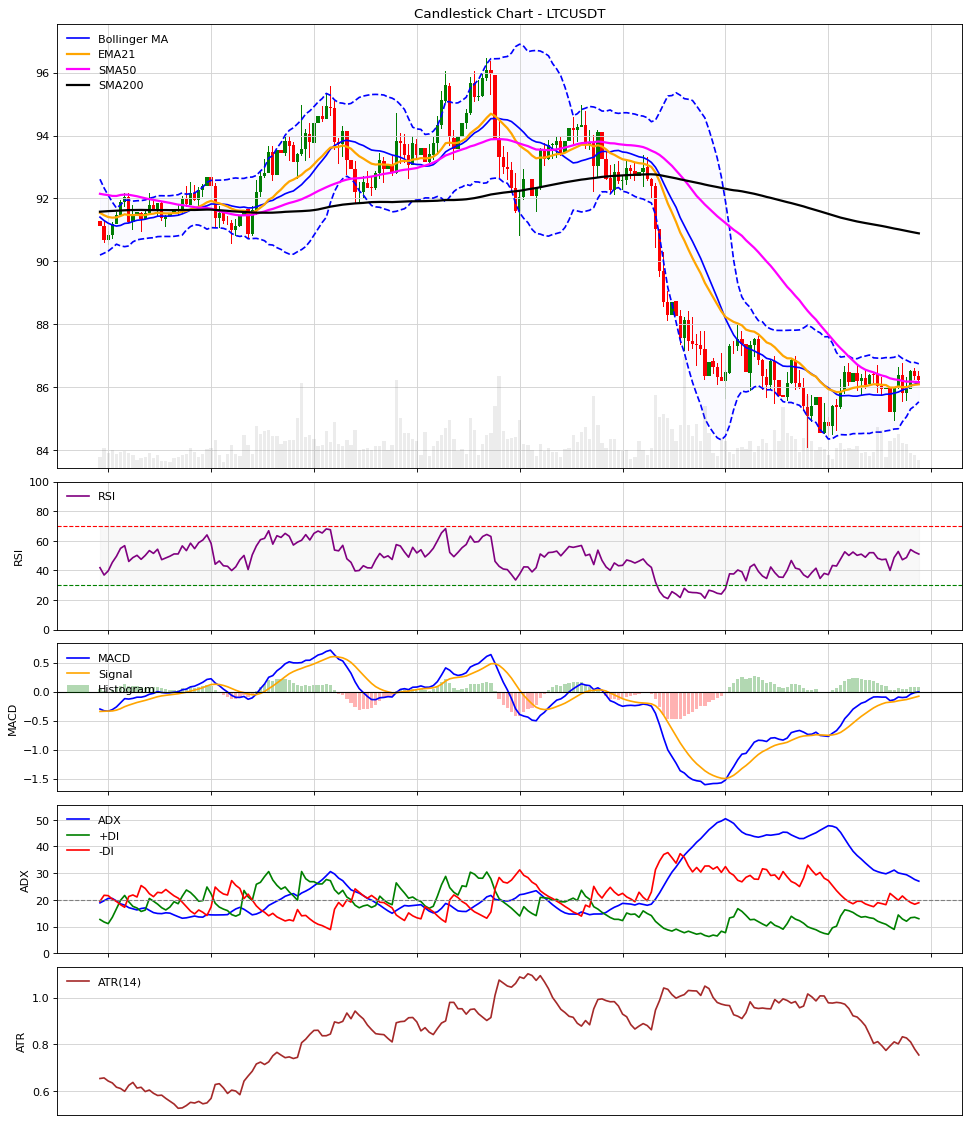 Candlestick Chart - LTCUSDT
Bollinger MA
EMA21
SMA50
SMA200
96
94
92
90
88
86
84
100
80
60
40
20
0
RSI
RSI
0.5
0.0
−0.5
−1.0
−1.5
MACD
MACD
Signal
Histogram
50
40
30
20
10
0
ADX
ADX
+DI
-DI
1.0
0.8
0.6
ATR
ATR(14)